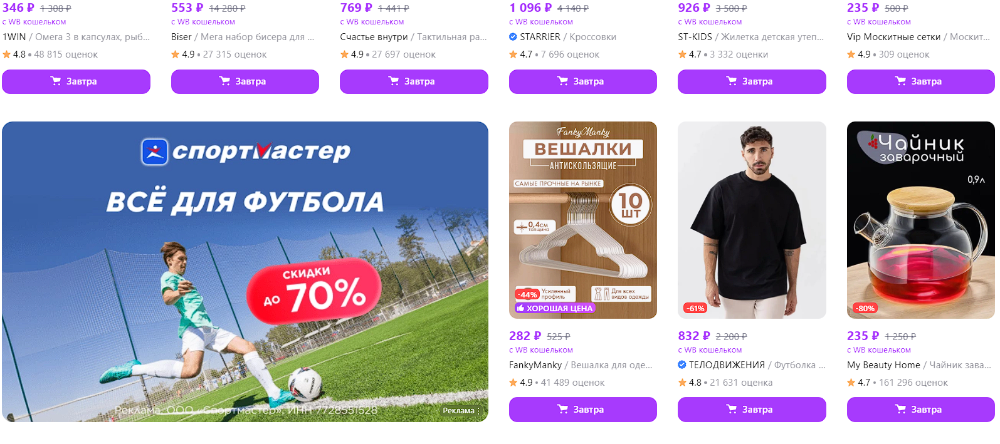 346 ₽ 1 308 ₽
с WB кошельком
1WIN / Омега 3 в капсулах, рыб...
4.8 • 48 815 оценок
Завтра
553 ₽ 14 280 ₽
с WB кошельком
Biser / Мега набор бисера для ...
4.9 • 27 315 оценок
Завтра
769 ₽ 1 441 ₽
с WB кошельком
Счастье внутри / Тактильная ра...
4.9 • 27 697 оценок
Завтра
1 096 ₽ 4 140 ₽
с WB кошельком
STARRIER / Кроссовки
4.7 • 7 696 оценок
Завтра
926 ₽ 3 500 ₽
с WB кошельком
ST-KIDS / Жилетка детская утеп...
4.7 • 3 332 оценки
Завтра
235 ₽ 500 ₽
с WB кошельком
Vip Москитные сетки / Москит...
4.9 • 309 оценок
Завтра
спортмастер
ВСЁ ДЛЯ ФУТБОЛА
СКИДКИ
ДО 70%
Реклама. ООО «Спортмастер», ИНН 7728551528
Реклама
FankyManky
ВЕШАЛКИ
АНТИСКОЛЬЗЯЩИЕ
САМЫЕ ПРОЧНЫЕ НА РЫНКЕ
10
ШТ
0,4см
толщина
Усиленный
профиль
Для всех
видов одежды
-44%
ХОРОШАЯ ЦЕНА
282 ₽ 525 ₽
с WB кошельком
FankyManky / Вешалка для оде...
4.9 • 41 489 оценок
Завтра
-61%
832 ₽ 2 200 ₽
с WB кошельком
ТЕЛОДВИЖЕНИЯ / Футболка ...
4.8 • 21 631 оценка
Завтра
Чайник
заварочный
0,9л
-80%
235 ₽ 1 250 ₽
с WB кошельком
My Beauty Home / Чайник зава...
4.7 • 161 296 оценок
Завтра